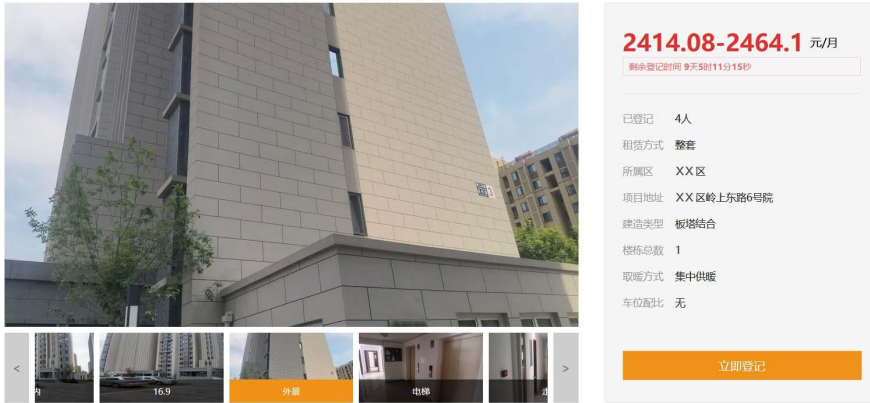 2414.08-2464.1 元/月
剩余登记时间 9天5时11分15秒
已登记 4人
租赁方式 整套
所属区 XX区
项目地址 XX区岭上东路6号院
建造类型 板塔结合
楼栋总数 1
取暖方式 集中供暖
车位配比 无
立即登记
3
< 内 16.9 外景 电梯 走 >